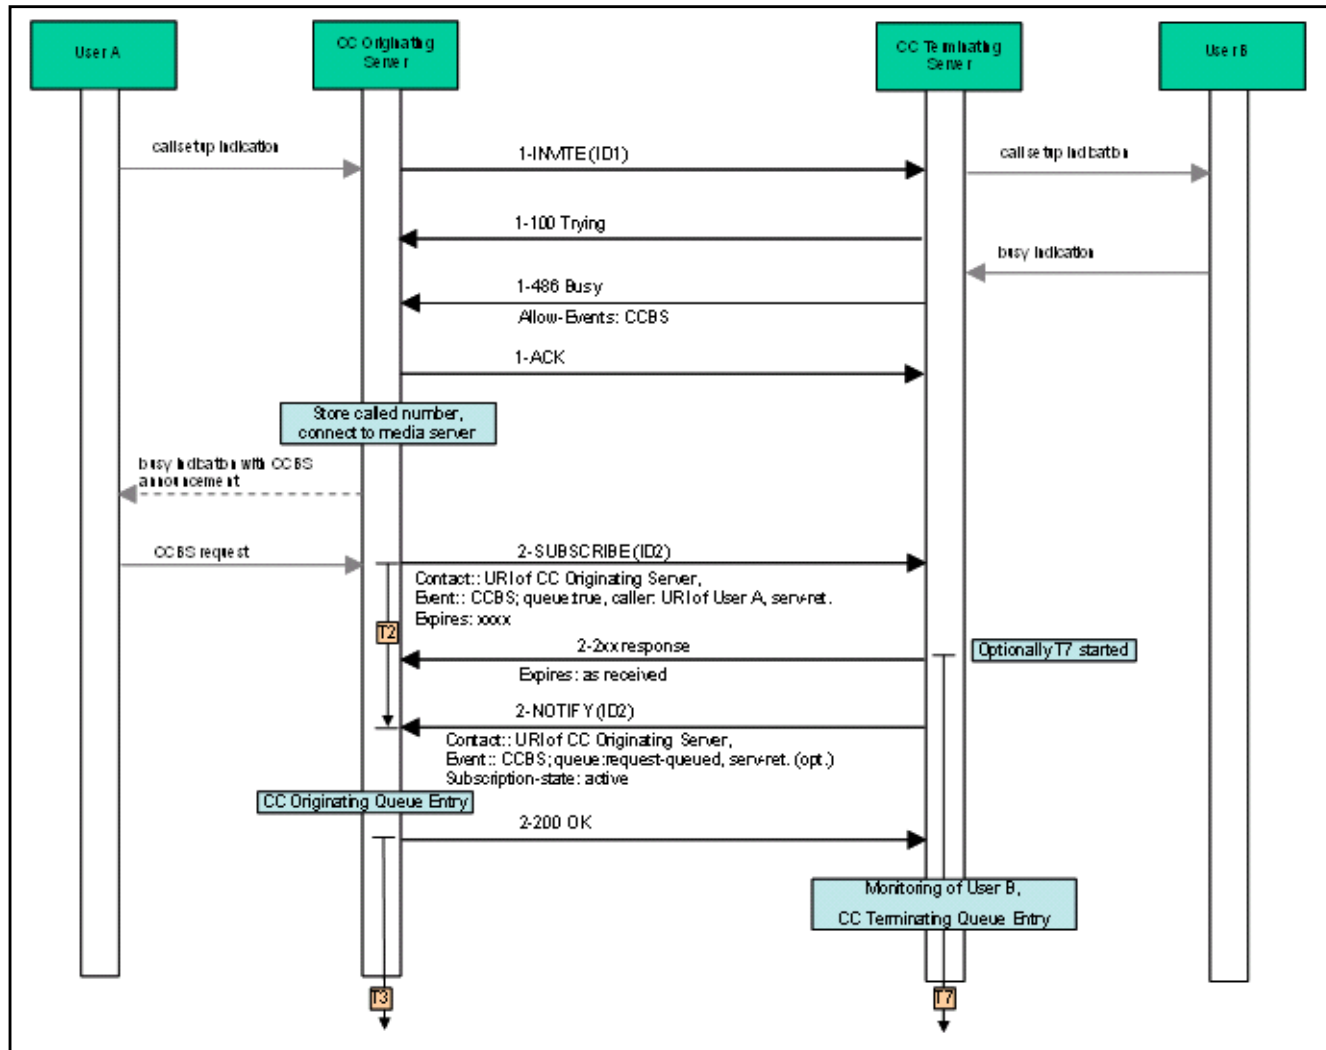 User A
CC Originating
Server
CC Terminating
Server
User B
call setup indication
1-INVITE (ID1)
call setup indication
1-100 Trying
busy indication
1-486 Busy
Allow-Events: CCBS
1-ACK
Store called number,
connect to media server
busy indication with CCBS
announcement
CCBS request
2-SUBSCRIBE (ID2)
Contact:: URI of CC Originating Server,
Event:: CCBS; queue:true, caller: URI of User A, serv-ret.
Expires: xxxx
T2
2-2xx response
Optionally T7 started
Expires: as received
2-NOTIFY (ID2)
Contact:: URI of CC Originating Server,
Event:: CCBS; queue:request-queued, serv-ret. (opt.)
Subscription-state: active
CC Originating Queue Entry
2-200 OK
Monitoring of User B,
CC Terminating Queue Entry
T3
T7